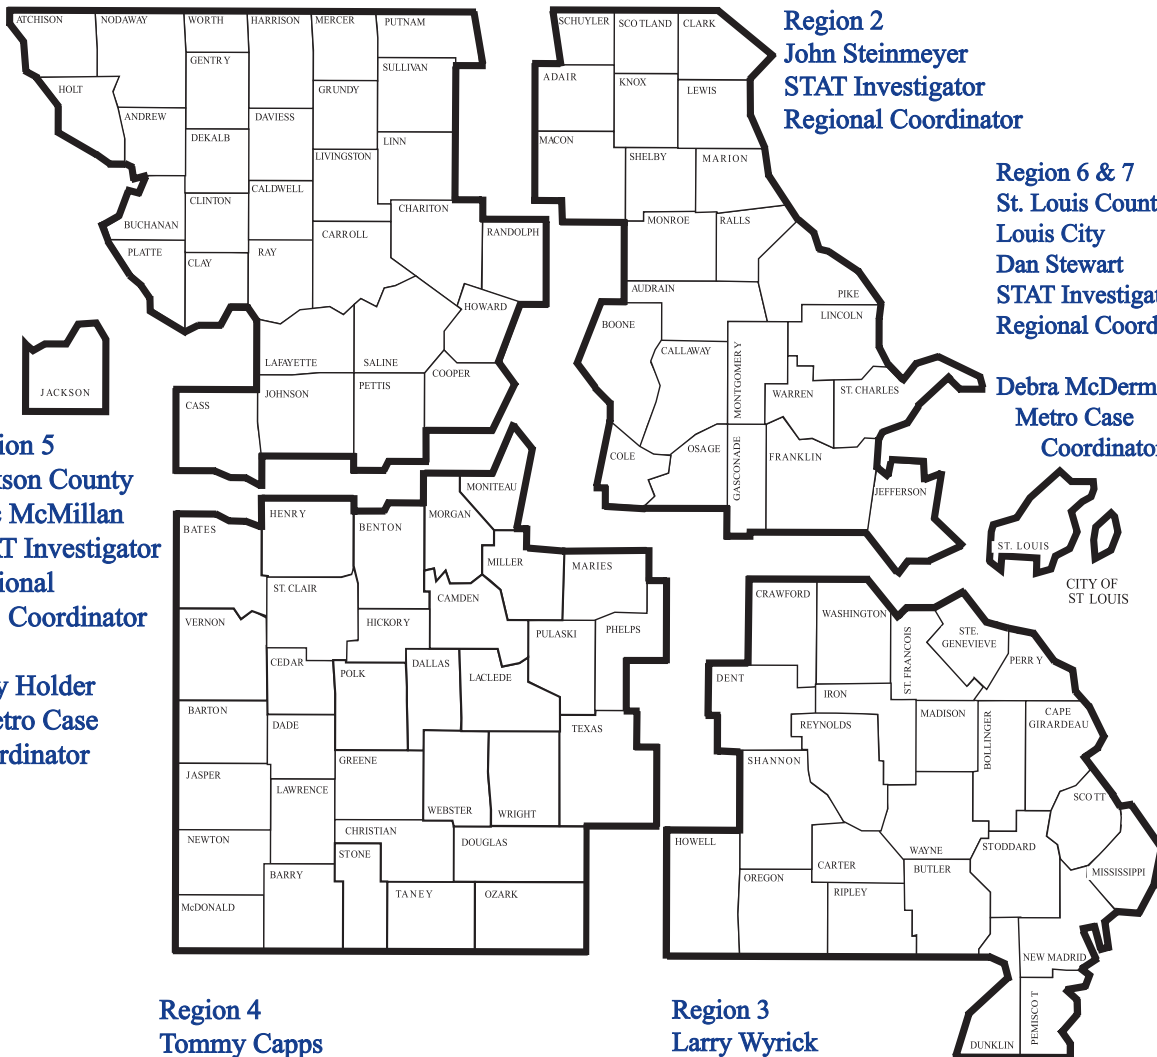 ATCHISON
NODAWAY
WORTH
HARRISON
MERCER
PUTNAM
GENTRY
SULLIVAN
HOLT
GRUNDY
ANDREW
DAVIESS
DEKALB
LINN
LIVINGSTON
CALDWELL
CLINTON
CHARITON
BUCHANAN
CARROLL
RANDOLPH
PLATTE
RAY
CLAY
HOWARD
LAFAYETTE
SALINE
COOPER
JOHNSON
PETTIS
CASS
JACKSON
SCHUYLER
SCOTLAND
CLARK
ADAIR
KNOX
LEWIS
MACON
SHELBY
MARION
MONROE
RALLS
AUDRAIN
PIKE
BOONE
LINCOLN
CALLAWAY
MONTGOMERY
WARREN
ST. CHARLES
COLE
OSAGE
GASCONADE
FRANKLIN
JEFFERSON
Region 2
John Steinmeyer
STAT Investigator
Regional Coordinator
Region 6 & 7
St. Louis Count
Louis City
Dan Stewart
STAT Investigat
Regional Coord
Debra McDerm
Metro Case
Coordinator
ST. LOUIS
CITY OF
ST LOUIS
ion 5
kson County
McMillan
T Investigator
ional
Coordinator
y Holder
etro Case
rdinator
MONITEAU
HENRY
MORGAN
BENTON
BATES
MILLER
MARIES
ST. CLAIR
CAMDEN
VERNON
HICKORY
PULASKI
PHELPS
CEDAR
DALLAS
POLK
LACLEDE
BARTON
DADE
TEXAS
GREENE
JASPER
LAWRENCE
WEBSTER
WRIGHT
CHRISTIAN
NEWTON
DOUGLAS
STONE
BARRY
TANEY
OZARK
McDONALD
CRAWFORD
WASHINGTON
ST. FRANCOIS
STE.
GENEVIEVE
PERRY
DENT
IRON
MADISON
BOLLINGER
CAPE
GIRARDEAU
REYNOLDS
SHANNON
SCOTT
HOWELL
WAYNE
STODDARD
CARTER
BUTLER
MISSISSIPPI
OREGON
RIPLEY
NEW MADRID
PEMISCOT
DUNKLIN
Region 4
Tommy Capps
Region 3
Larry Wyrick